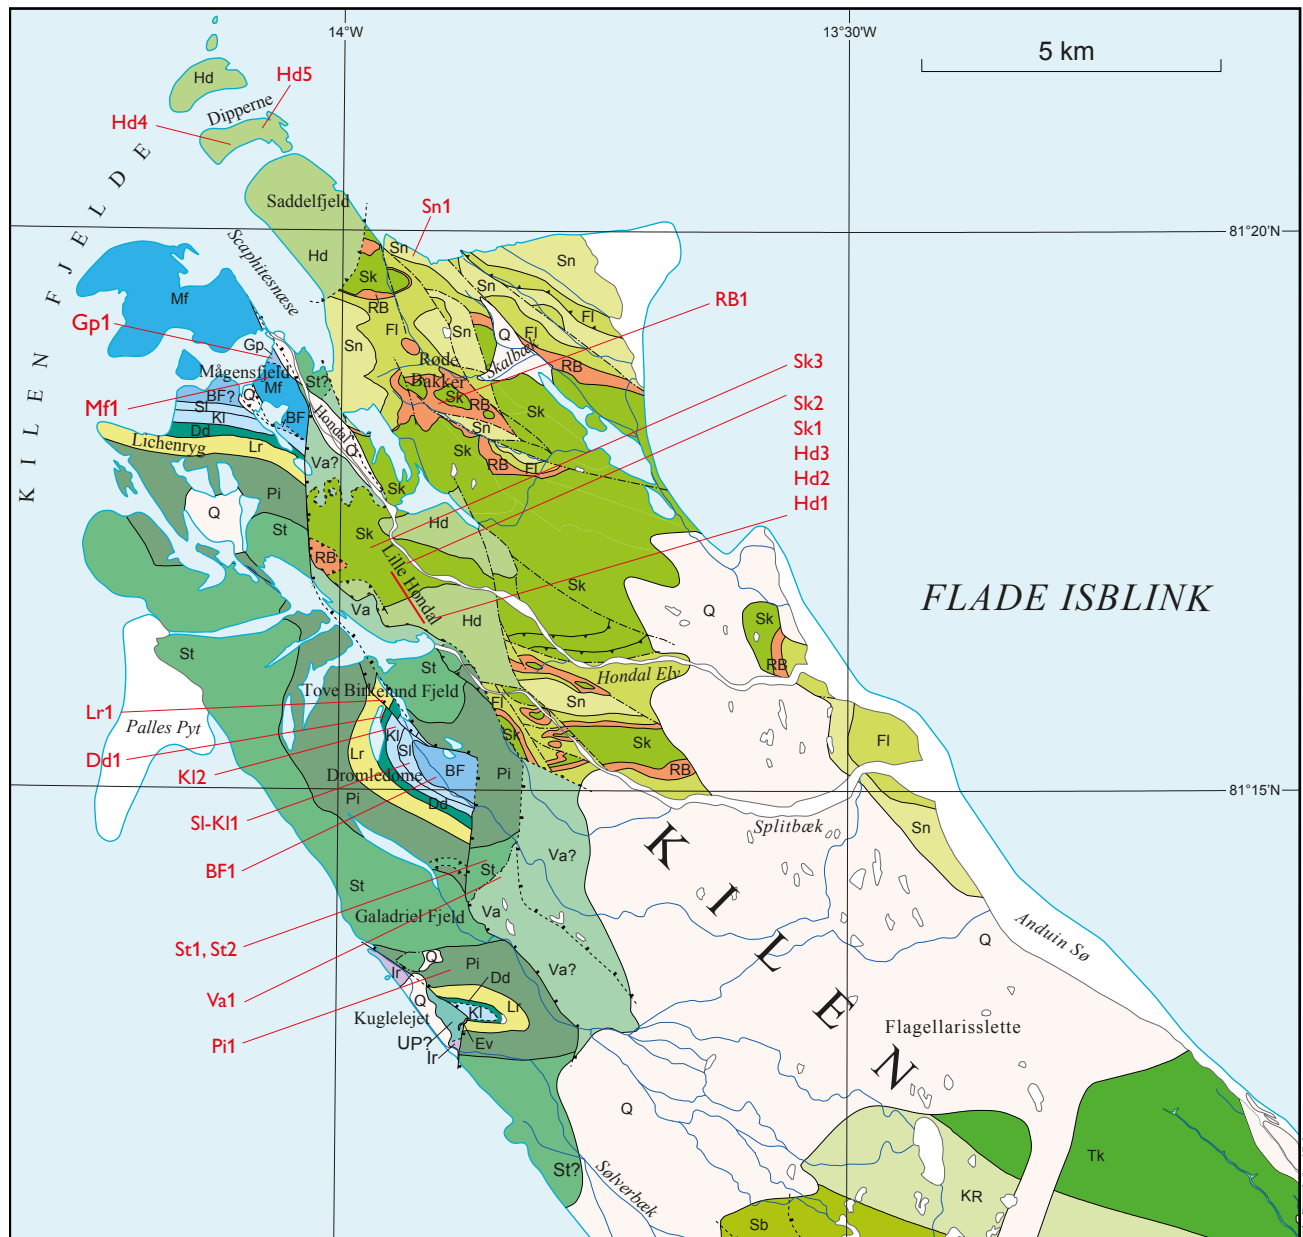 14°W
13°30'W
5 km
Hd
Hd5
Dipperne
Hd4
KILEN FJELDE
Saddelfjeld
Sn1
Sn
Sn
81°20'N
Scaphitesnæse
Hd
Sk
Sn
Mf
RB
RB1
Gp1
Fl
Sn
Q
Fl
Fl
Gp
Sn
Røde
Skalbæk
Sk3
Mågensfjeld
St?
Bakker
RB
Mf
BF?
Q
Sk
RB
Sk
Sk2
Mf1
Sl
BF
Hondal
Kl
Sn
Sk1
Dd
Lichenryg
Lr
Q
Sk
Hd3
Va?
RB
Fl
Hd2
Pi
Sk
Hd1
Q
St
Sk
Hd
RB
Lille Hondal
Sk
FLADE ISBLINK
Va
Hd
Q
Sk
St
St
RB
Tove Birkelund Fjeld
Hondal Elv
Lr1
Fl
Sn
Palles Pyt
Kl
Sk
Sk
Fl
Dd1
Lr
Sl
Kl2
Dromledome
BF
Pi
RB
Pi
Dd
81°15'N
Sl-Kl1
Splitbæk
Sn
BF1
Va?
St
St
KILEN
Va
Galadriel Fjeld
Anduin Sø
St1, St2
Q
Q
Pi
Va?
Ir
Dd
Va1
Q
Kl
Lr
Kuglelejet
Flagellarisslette
Pi1
UP?
Ev
Ir
Q
Tk
St?
Sølverbæk
KR
Sb